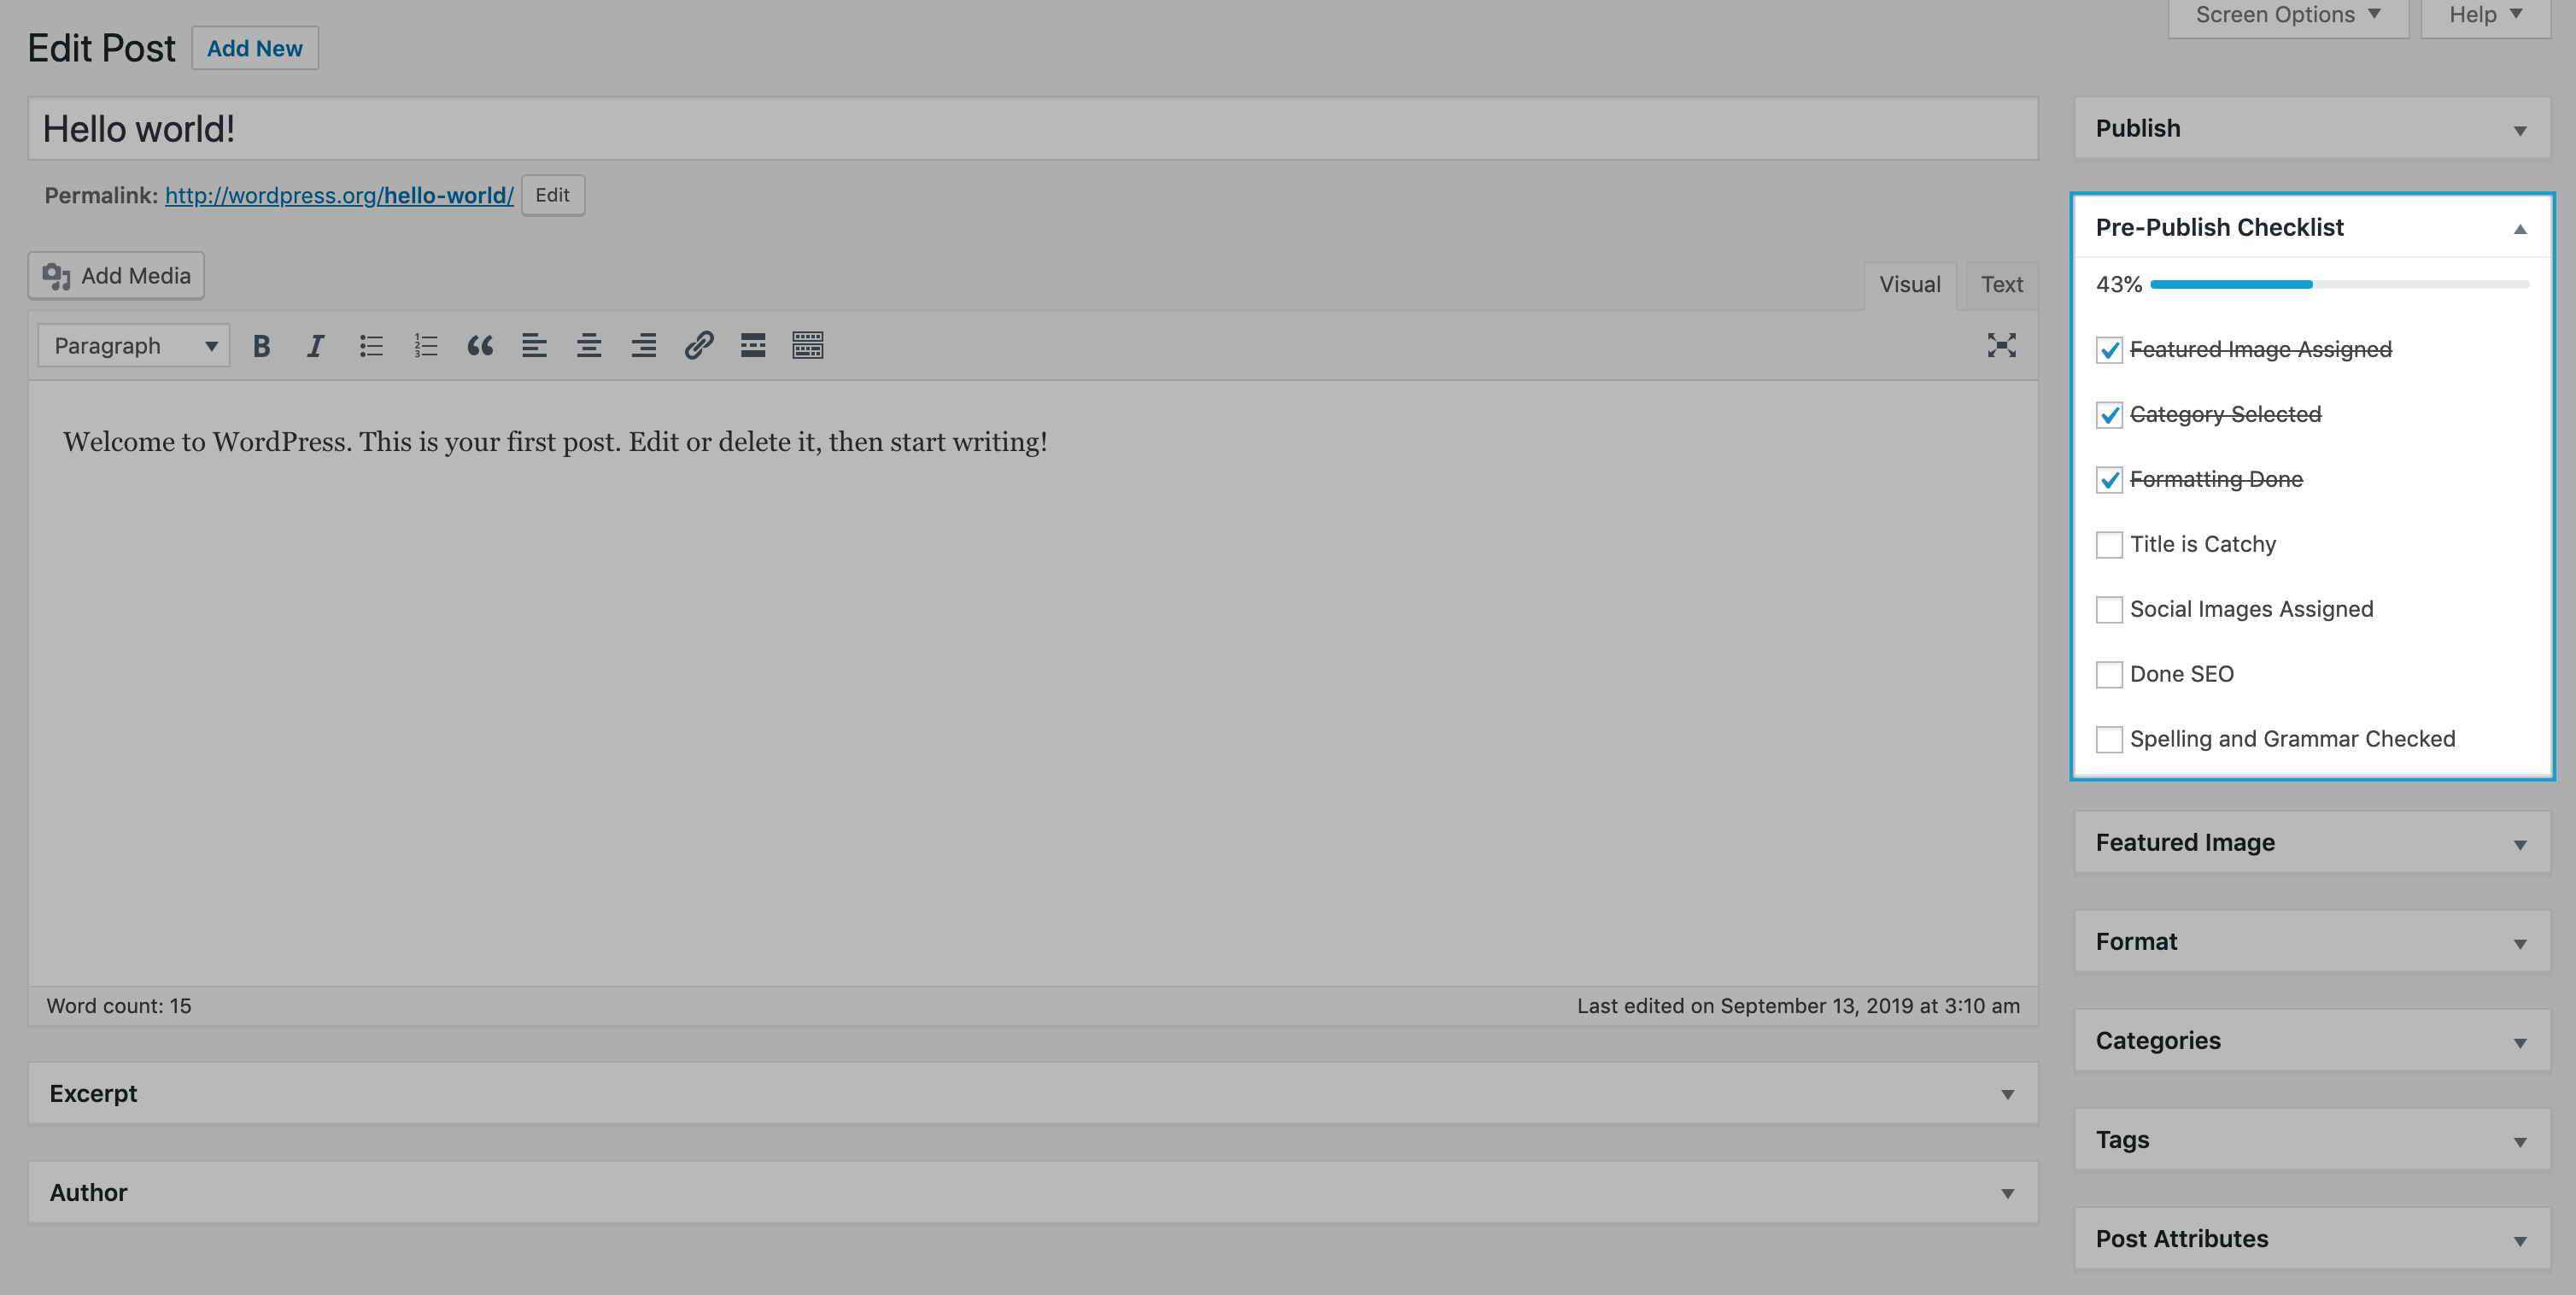 Screen Options
Help
Edit Post
Add New
Hello world!
Permalink: http://wordpress.org/hello-world/ Edit
Add Media
Visual
Text
Paragraph
B I
1 2 3
Welcome to WordPress. This is your first post. Edit or delete it, then start writing!
Word count: 15
Last edited on September 13, 2019 at 3:10 am
Excerpt
Author
Publish
Pre-Publish Checklist
43%
Featured Image Assigned
Category Selected
Formatting Done
Title is Catchy
Social Images Assigned
Done SEO
Spelling and Grammar Checked
Featured Image
Format
Categories
Tags
Post Attributes